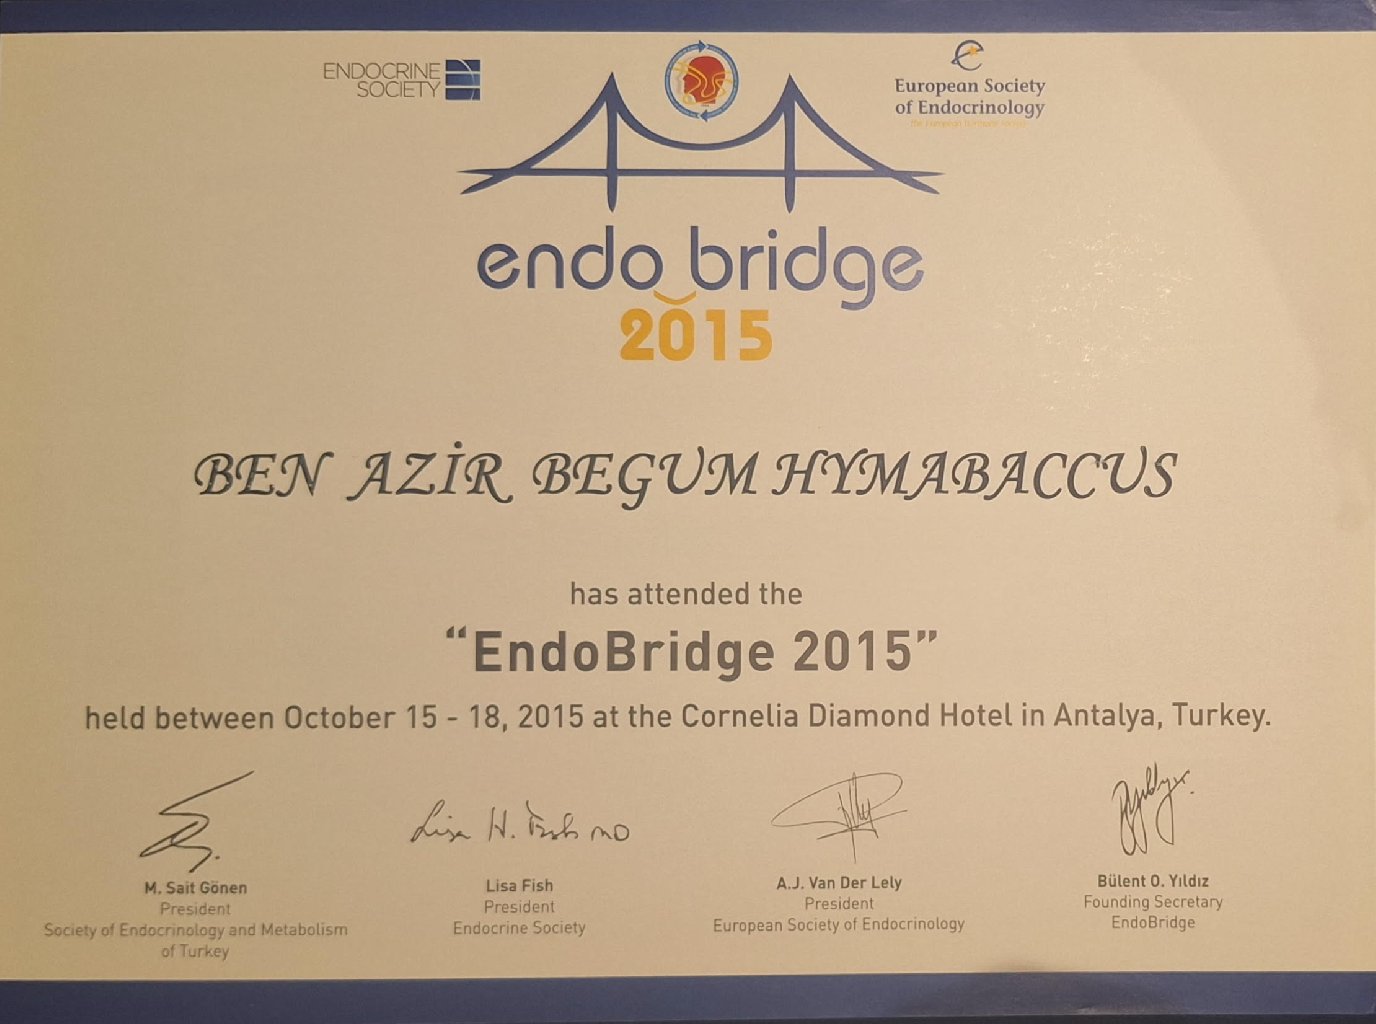 ENDOCRINE
SOCIETY
European Society
of Endocrinology
endo bridge
2015
BEN AZİR BEGUM HYMABACCUS
has attended the
“EndoBridge 2015”
held between October 15 - 18, 2015 at the Cornelia Diamond Hotel in Antalya, Turkey.
Lisa H. Fish MD
M. Sait Gönen
President
Society of Endocrinology and Metabolism
of Turkey
Lisa Fish
President
Endocrine Society
A.J. Van Der Lely
President
European Society of Endocrinology
Bülent O. Yıldız
Founding Secretary
EndoBridge